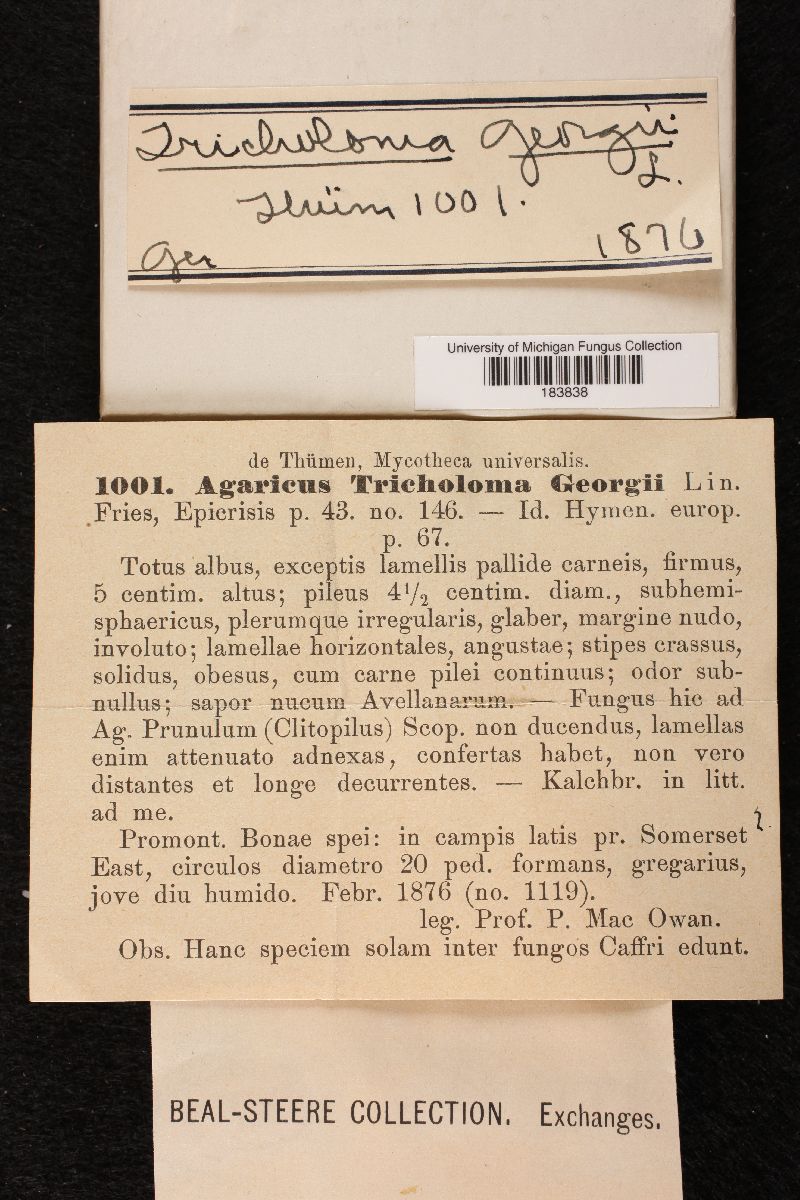 Tricholoma Georgii
L.
Thüm 1001.
Ger 1876
University of Michigan Fungus Collection
183838
de Thümen, Mycotheca universalis.
1001. Agaricus Tricholoma Georgii Lin.
Fries, Epicrisis p. 43. no. 146. — Id. Hymen. europ.
p. 67.
Totus albus, exceptis lamellis pallide carneis, firmus,
5 centim. altus; pileus 4½ centim. diam., subhemi-
sphaericus, plerumque irregularis, glaber, margine nudo,
involuto; lamellae horizontales, angustae; stipes crassus,
solidus, obesus, cum carne pilei continuus; odor sub-
nullus; sapor nucum Avellanarum. — Fungus hic ad
Ag. Prunulum (Clitopilus) Scop. non ducendus, lamellas
enim attenuato adnexas, confertas habet, non vero
distantes et longe decurrentes. — Kalchbr. in litt.
ad me.
Promont. Bonae spei: in campis latis pr. Somerset
East, circulos diametro 20 ped. formans, gregarius,
jove diu humido. Febr. 1876 (no. 1119).
leg. Prof. P. Mac Owan.
Obs. Hanc speciem solam inter fungos Caffri edunt.
BEAL-STEERE COLLECTION. Exchanges.